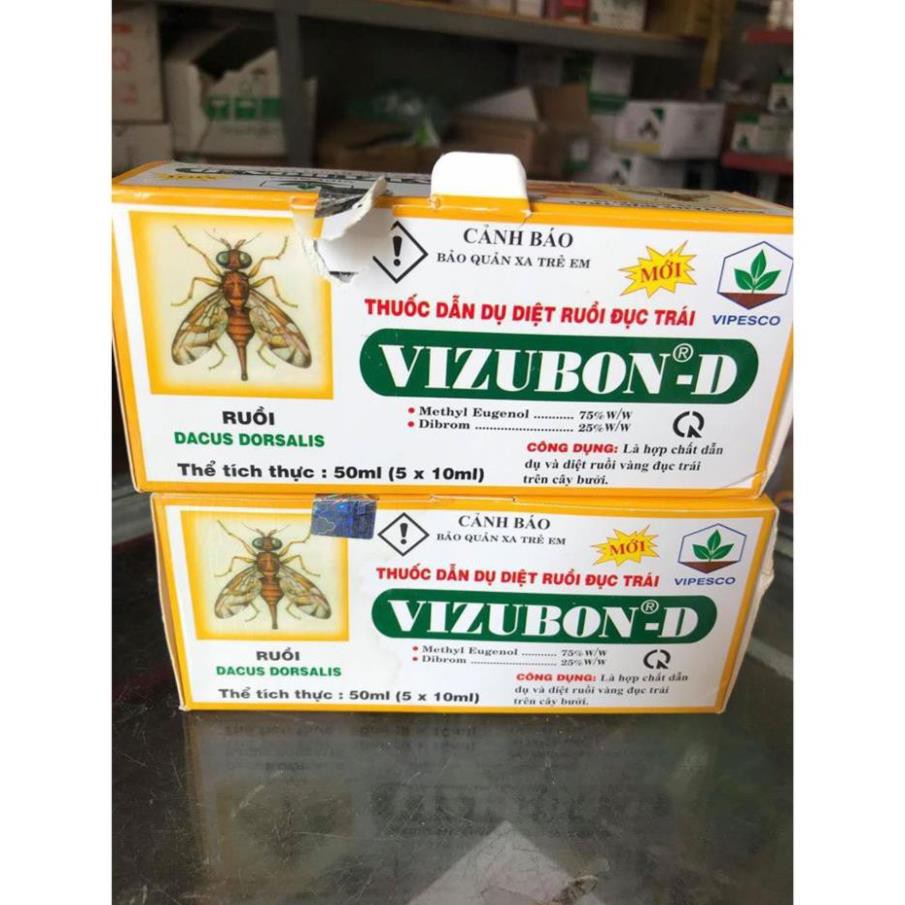 CẢNH BÁO
BẢO QUẢN XA TRẺ EM
MỚI
VIPESCO
THUỐC DẪN DỤ DIỆT RUỒI ĐỤC TRÁI
VIZUBON®-D
• Methyl Eugenol ........... 75% W/W
• Dibrom .......................... 25% W/W
RUỒI
DACUS DORSALIS
Thể tích thực : 50ml (5 x 10ml)
CÔNG DỤNG: Là hợp chất dẫn
dụ và diệt ruồi vàng đục trái
trên cây bưởi.
CẢNH BÁO
BẢO QUẢN XA TRẺ EM
MỚI
VIPESCO
THUỐC DẪN DỤ DIỆT RUỒI ĐỤC TRÁI
VIZUBON®-D
• Methyl Eugenol ........... 75% W/W
• Dibrom .......................... 25% W/W
RUỒI
DACUS DORSALIS
Thể tích thực : 50ml (5 x 10ml)
CÔNG DỤNG: Là hợp chất dẫn
dụ và diệt ruồi vàng đục trái
trên cây bưởi.